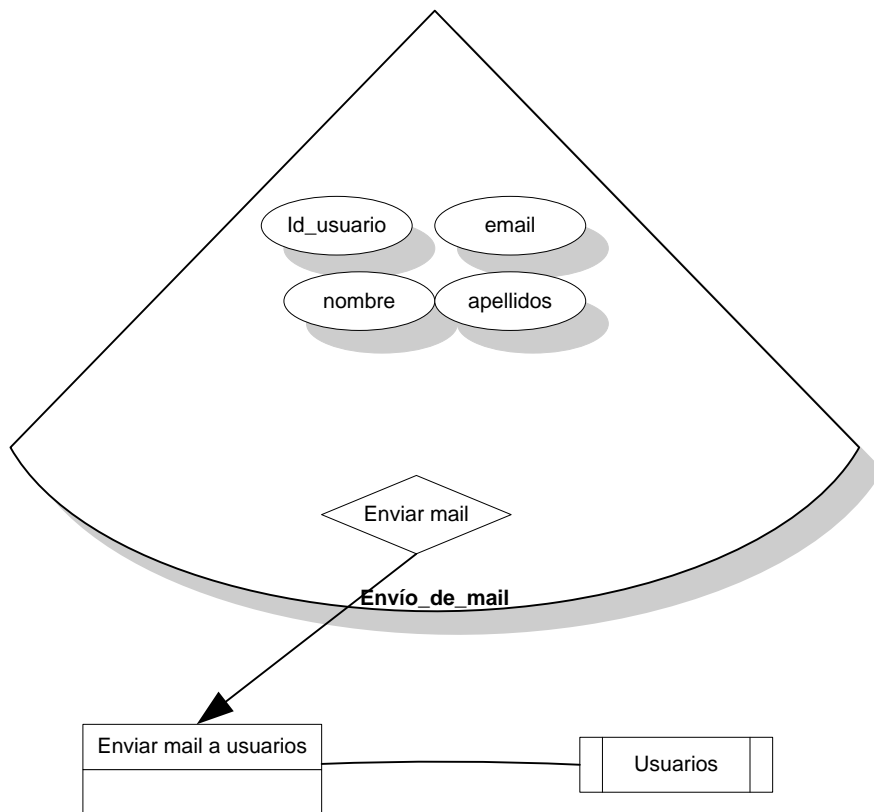 Id_usuario
email
nombre
apellidos
Enviar mail
Envío_de_mail
Enviar mail a usuarios
Usuarios